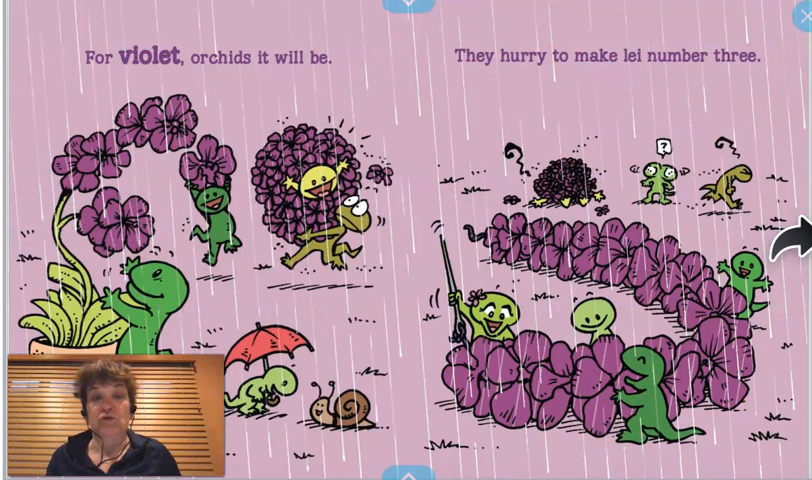 For violet, orchids it will be.
They hurry to make lei number three.
?